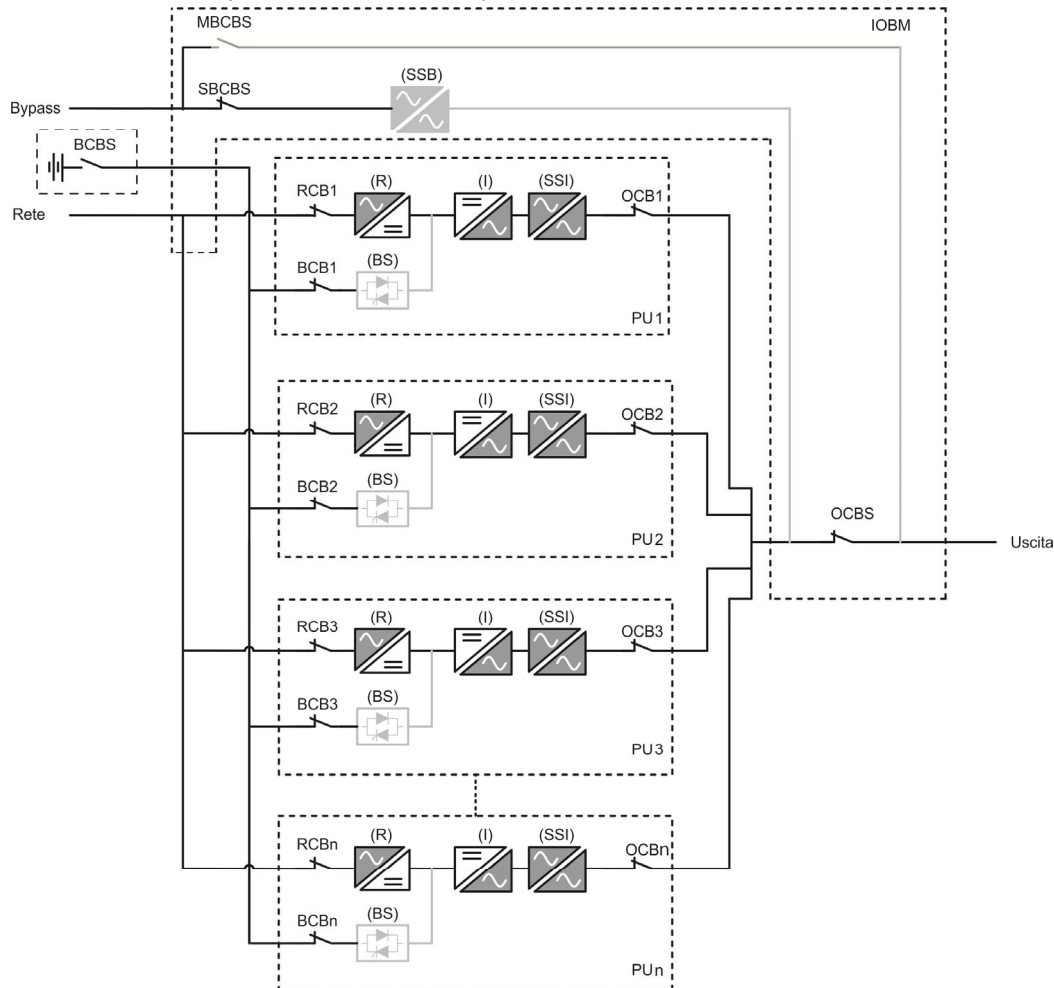 MBCBS
IOBM
(SSB)
SBCBS
Bypass
BCBS
Rete
RCB1
(R)
(I)
(SSI)
OCB1
BCB1
(BS)
PU1
RCB2
(R)
(I)
(SSI)
OCB2
BCB2
(BS)
PU2
OCBS
Uscita
RCB3
(R)
(I)
(SSI)
OCB3
BCB3
(BS)
PU3
RCBn
(R)
(I)
(SSI)
OCBn
BCBn
(BS)
PUn